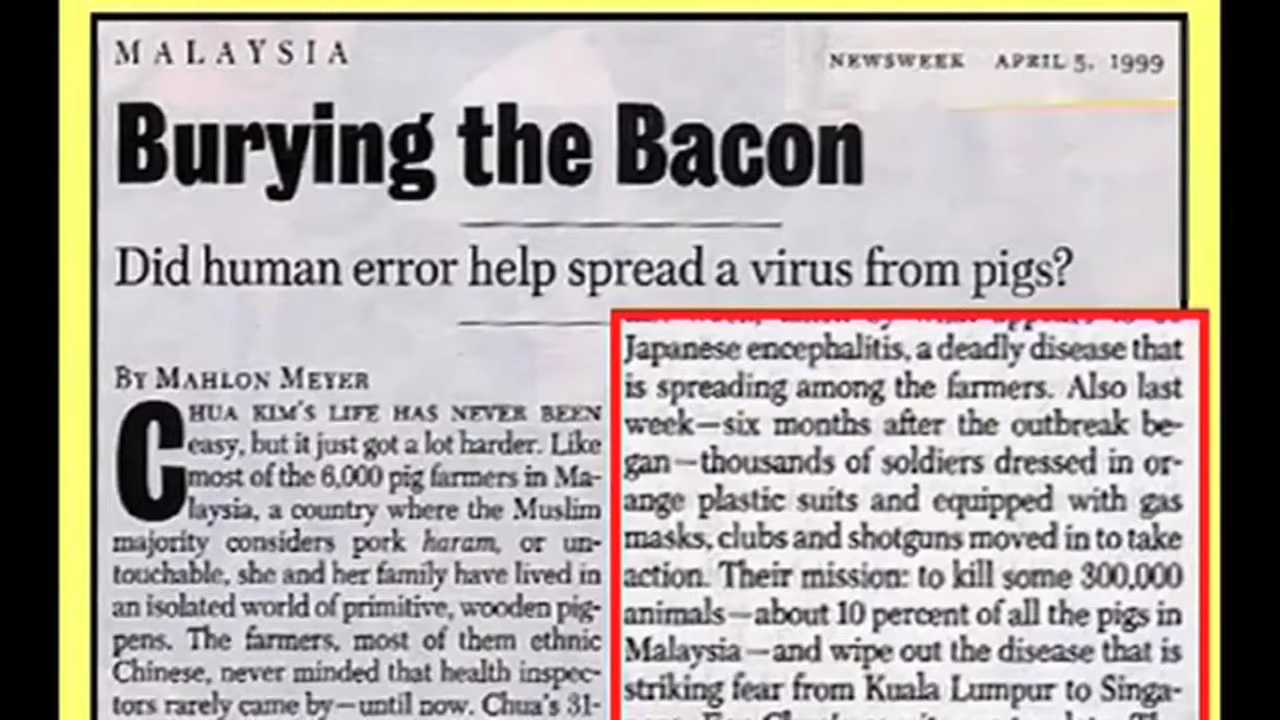 MALAYSIA
NEWSWEEK APRIL 5, 1999
Burying the Bacon
Did human error help spread a virus from pigs?
BY MAHLON MEYER
CHUA KIM'S LIFE HAS NEVER BEEN
easy, but it just got a lot harder. Like
most of the 6,000 pig farmers in Ma-
laysia, a country where the Muslim
majority considers pork haram, or un-
touchable, she and her family have lived in
an isolated world of primitive, wooden pig-
pens. The farmers, most of them ethnic
Chinese, never minded that health inspec-
tors rarely came by—until now. Chua's 31-
Japanese encephalitis, a deadly disease that
is spreading among the farmers. Also last
week—six months after the outbreak be-
gan—thousands of soldiers dressed in or-
ange plastic suits and equipped with gas
masks, clubs and shotguns moved in to take
action. Their mission: to kill some 300,000
animals—about 10 percent of all the pigs in
Malaysia—and wipe out the disease that is
striking fear from Kuala Lumpur to Singa-